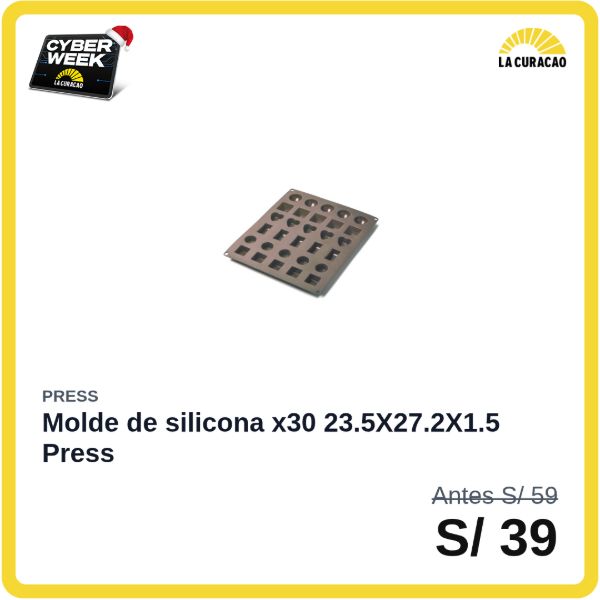 CYBER
WEEK
LA CURACAO
LA CURACAO
PRESS
Molde de silicona x30 23.5X27.2X1.5
Press
Antes S/ 59
S/ 39